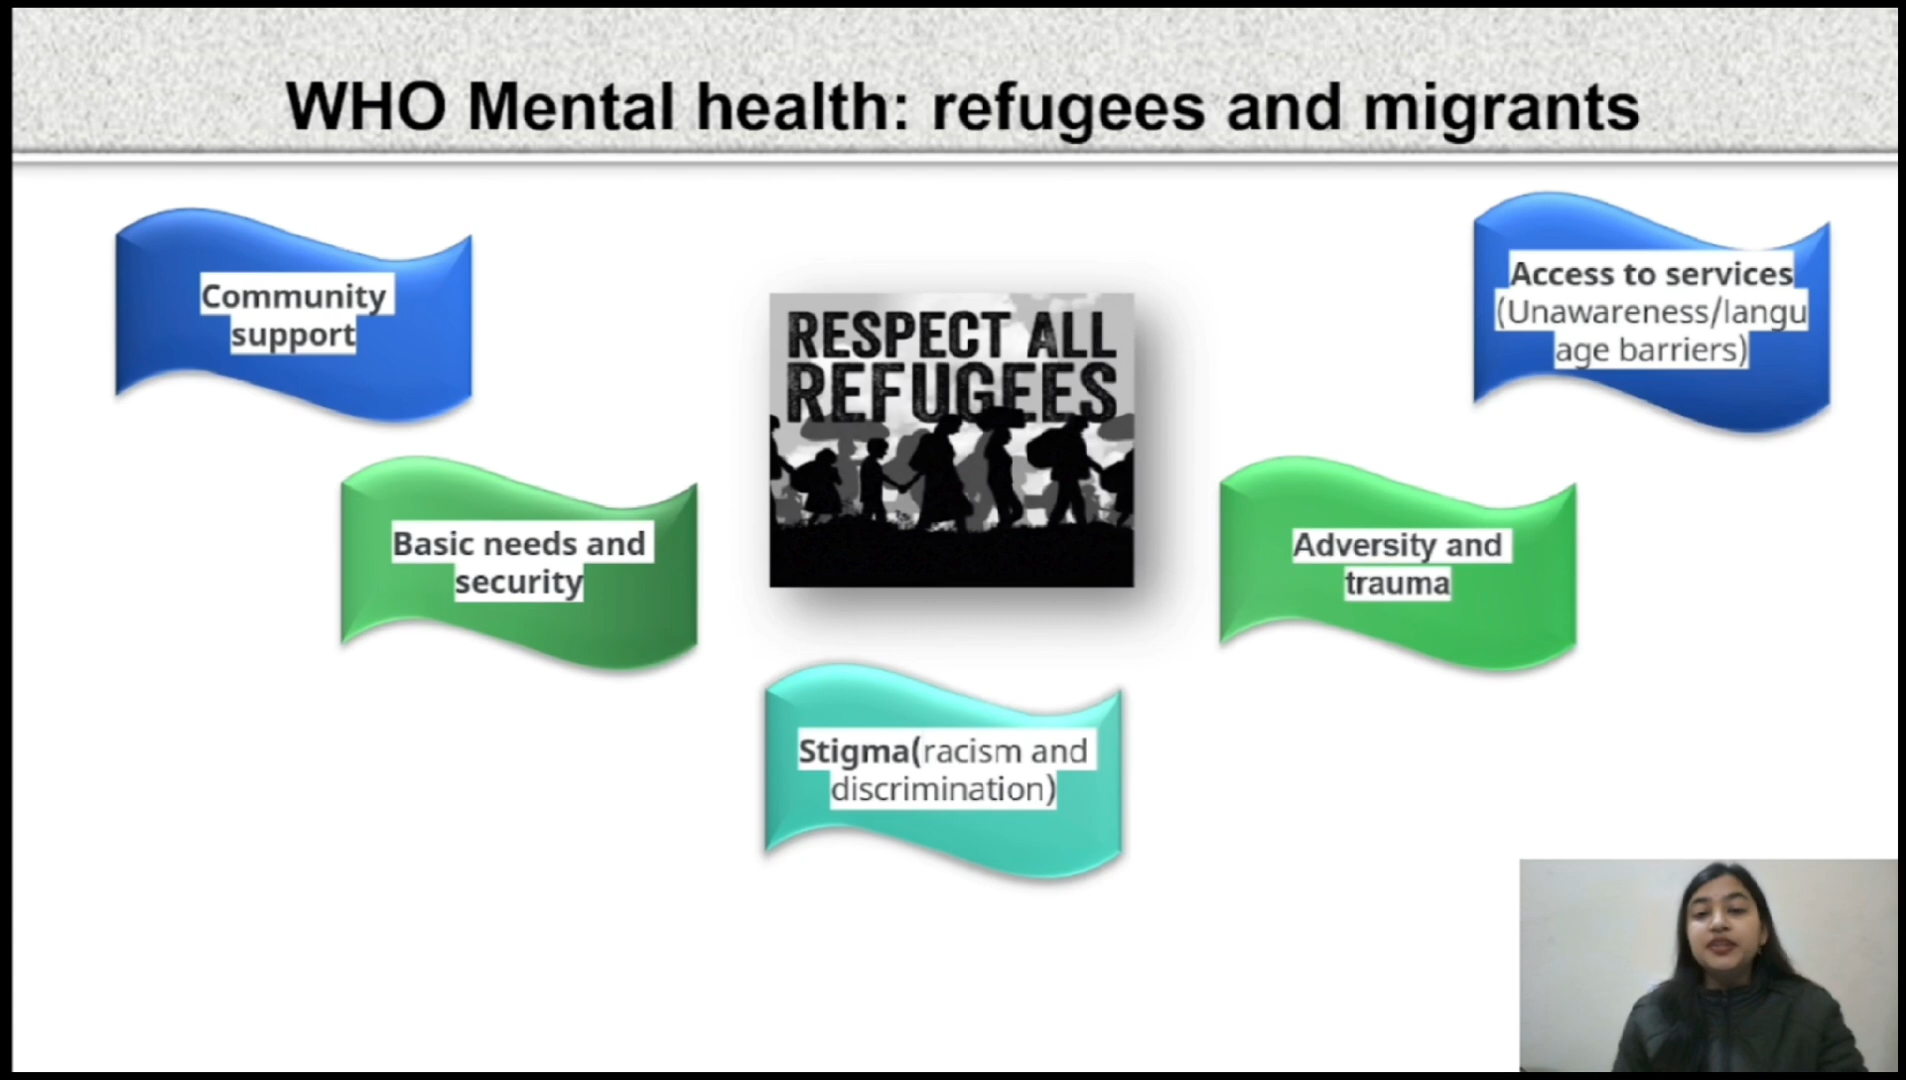 WHO Mental health: refugees and migrants
Community
support
Access to services
(Unawareness/langu
age barriers)
RESPECT ALL
REFUGEES
Basic needs and
security
Adversity and
trauma
Stigma(racism and
discrimination)